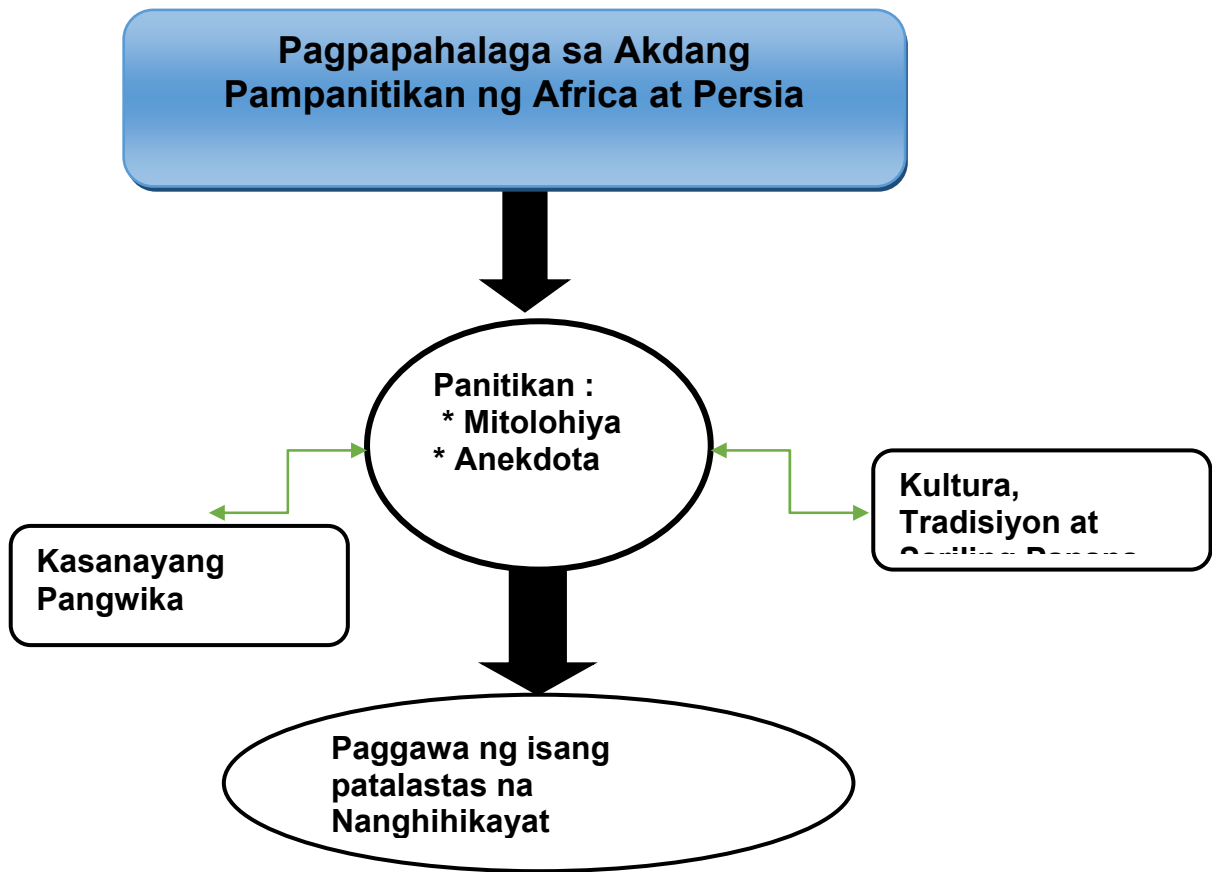 Pagpapahalaga sa Akdang
Pampanitikan ng Africa at Persia
Panitikan :
* Mitolohiya
* Anekdota
Kasanayang
Pangwika
Kultura,
Tradisiyon at
Paggawa ng isang
patalastas na
Nanghihikayat